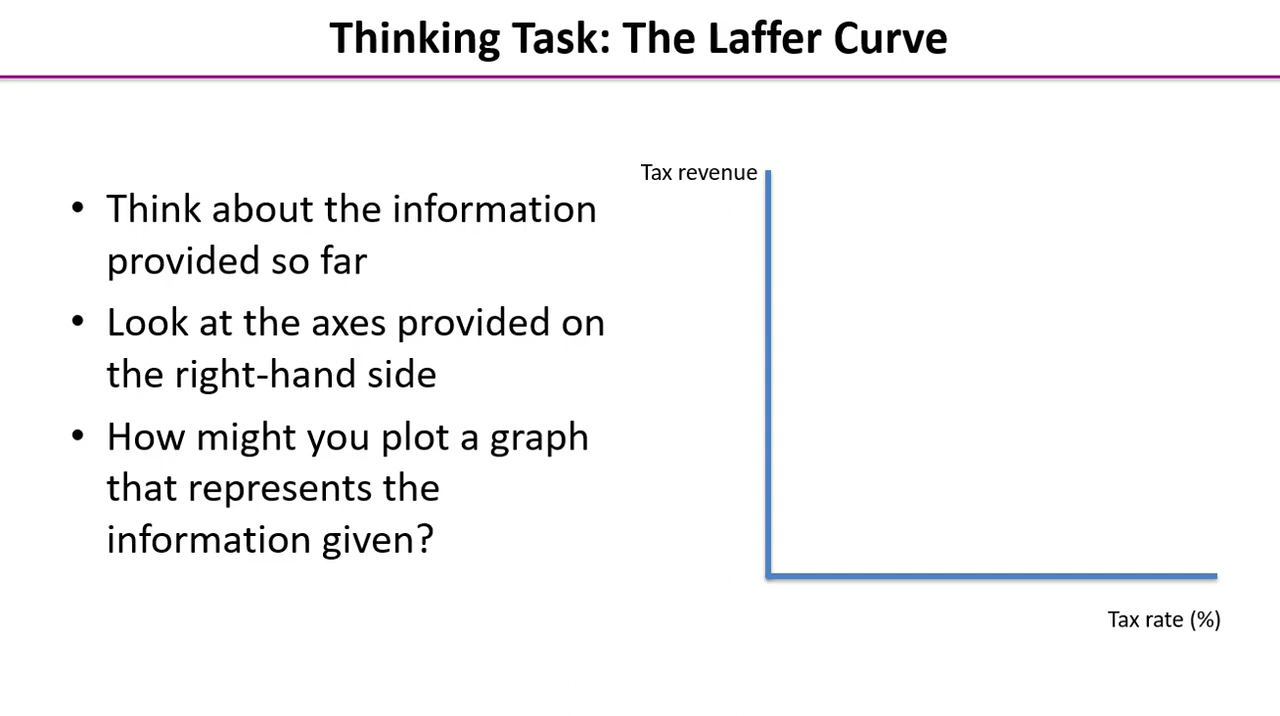 Thinking Task: The Laffer Curve
• Think about the information
provided so far
• Look at the axes provided on
the right-hand side
• How might you plot a graph
that represents the
information given?
Tax revenue
Tax rate (%)